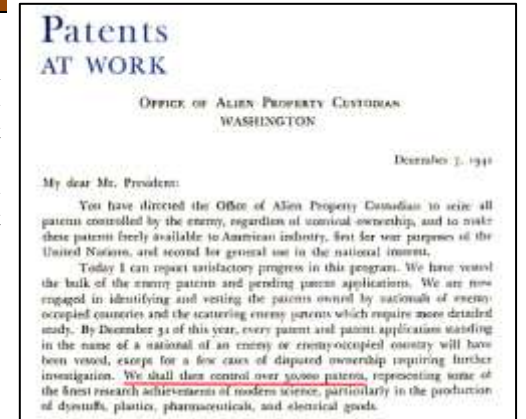 Patents
AT WORK
OFFICE OF ALIEN PROPERTY CUSTODIAN
WASHINGTON
December 7, 1942
My dear Mr. President:
You have directed the Office of Alien Property Custodian to seize all
patents controlled by the enemy, regardless of nominal ownership, and to make
these patents freely available to American industry, first for war purposes of the
United Nations, and second for general use in the national interest.
Today I can report satisfactory progress in this program. We have vested
the bulk of the enemy patents and pending patent applications. We are now
engaged in identifying and vesting the patents owned by nationals of enemy-
occupied countries and the scattering enemy patents which require more detailed
study. By December 31 of this year, every patent and patent application standing
in the name of a national of an enemy or enemy-occupied country will have
been vested, except for a few cases of disputed ownership requiring further
investigation. We shall then control over 50,000 patents, representing some of
the finest research achievements of modern science, particularly in the production
of dyestuffs, plastics, pharmaceuticals, and electrical goods.